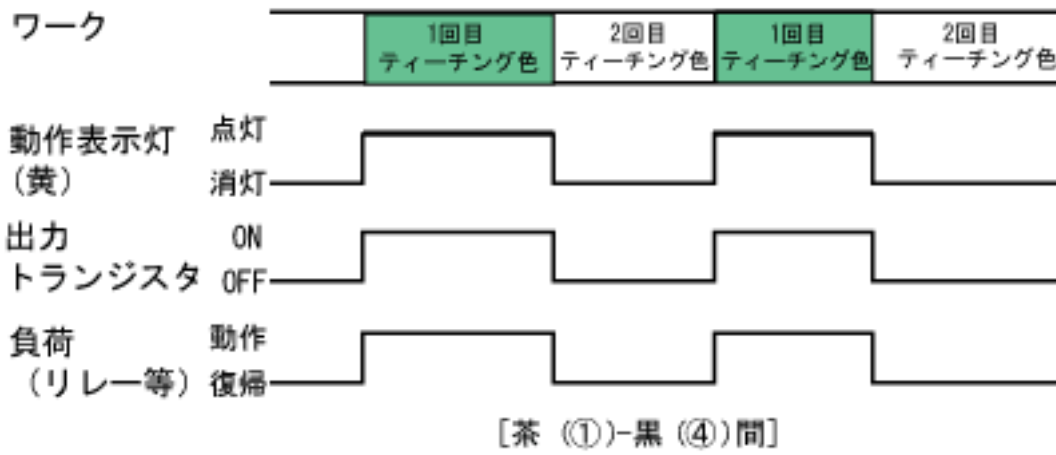 ワーク
1回目
ティーチング色
2回目
ティーチング色
1回目
ティーチング色
2回目
ティーチング色
動作表示灯
(黄)
点灯
消灯
出力
トランジスタ
ON
OFF
負荷
(リレー等)
動作
復帰
[茶 (①)-黒 (④)間]